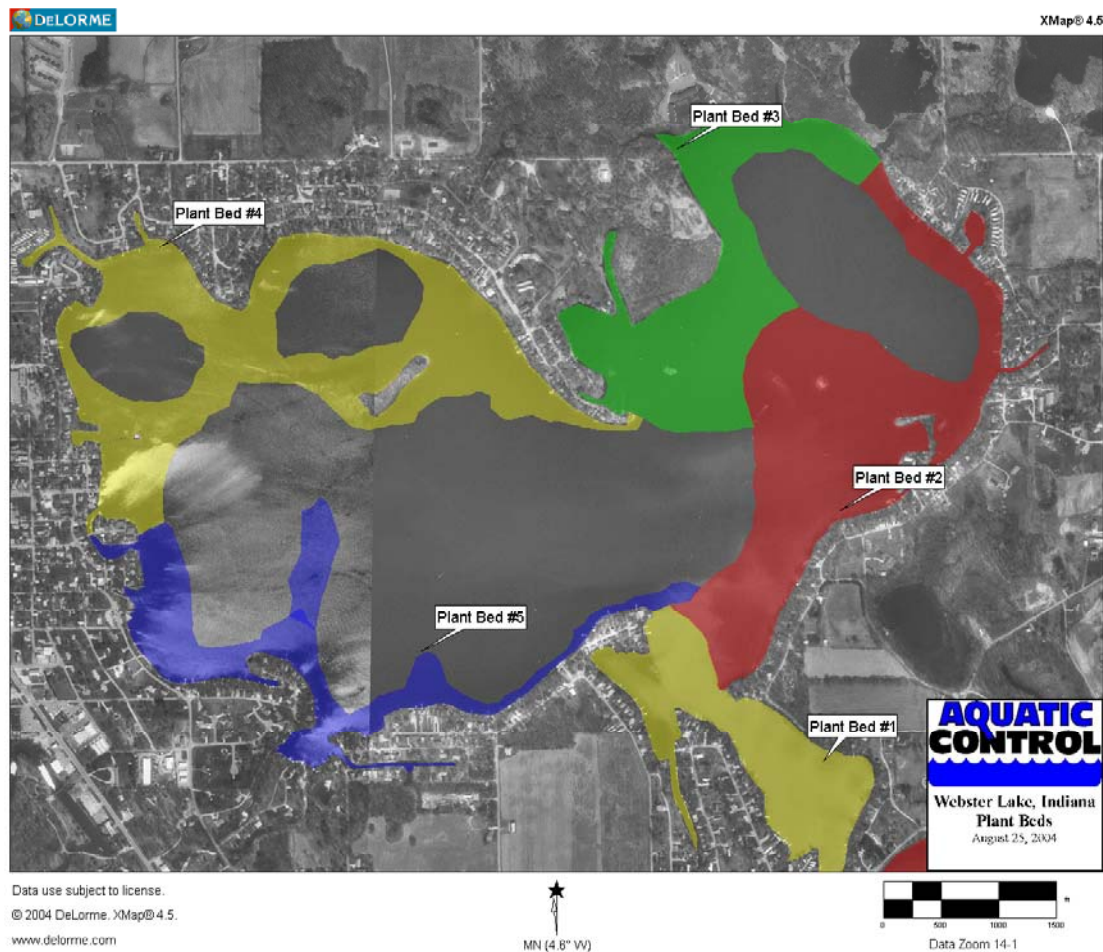 DELORME
XMap® 4.5
Plant Bed #3
Plant Bed #4
Plant Bed #2
Plant Bed #5
Plant Bed #1
AQUATIC
CONTROL
Webster Lake, Indiana
Plant Beds
August 25, 2004
Data use subject to license.
© 2004 DeLorme. XMap® 4.5.
www.delorme.com
MN (4.6° W)
ft
0 500 1000 1500
Data Zoom 14-1